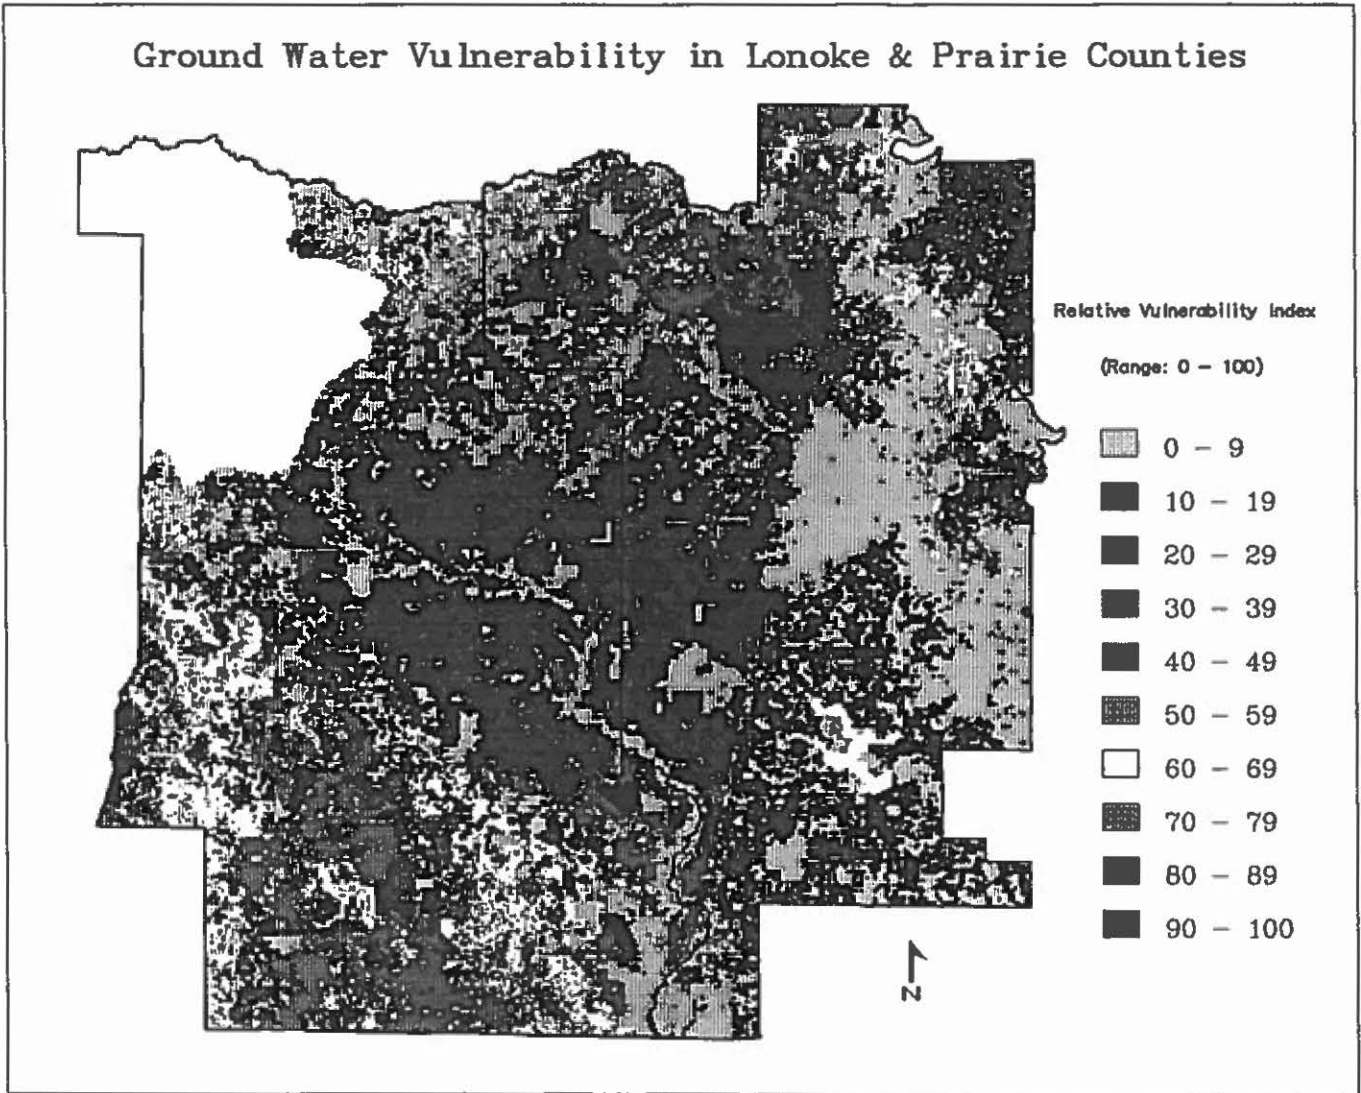 Ground Water Vulnerability in Lonoke & Prairie Counties
Relative Vulnerability Index
(Range: 0 - 100)
0 - 9
10 - 19
20 - 29
30 - 39
40 - 49
50 - 59
60 - 69
70 - 79
80 - 89
90 - 100
N